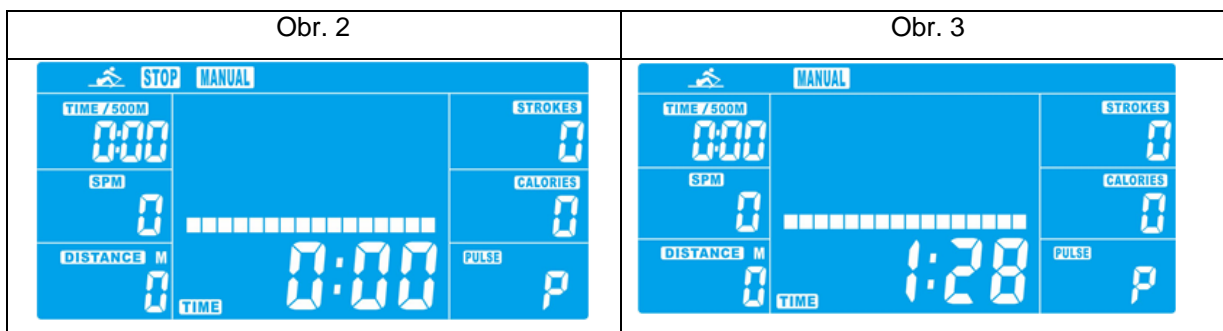 Obr. 2
Obr. 3
STOP MANUAL
TIME/500M
0:00
SPM
0
DISTANCE M
0
TIME 0:00
STROKES
0
CALORIES
0
PULSE
P
MANUAL
TIME/500M
0:00
SPM
0
DISTANCE M
0
TIME 1:28
STROKES
0
CALORIES
0
PULSE
P